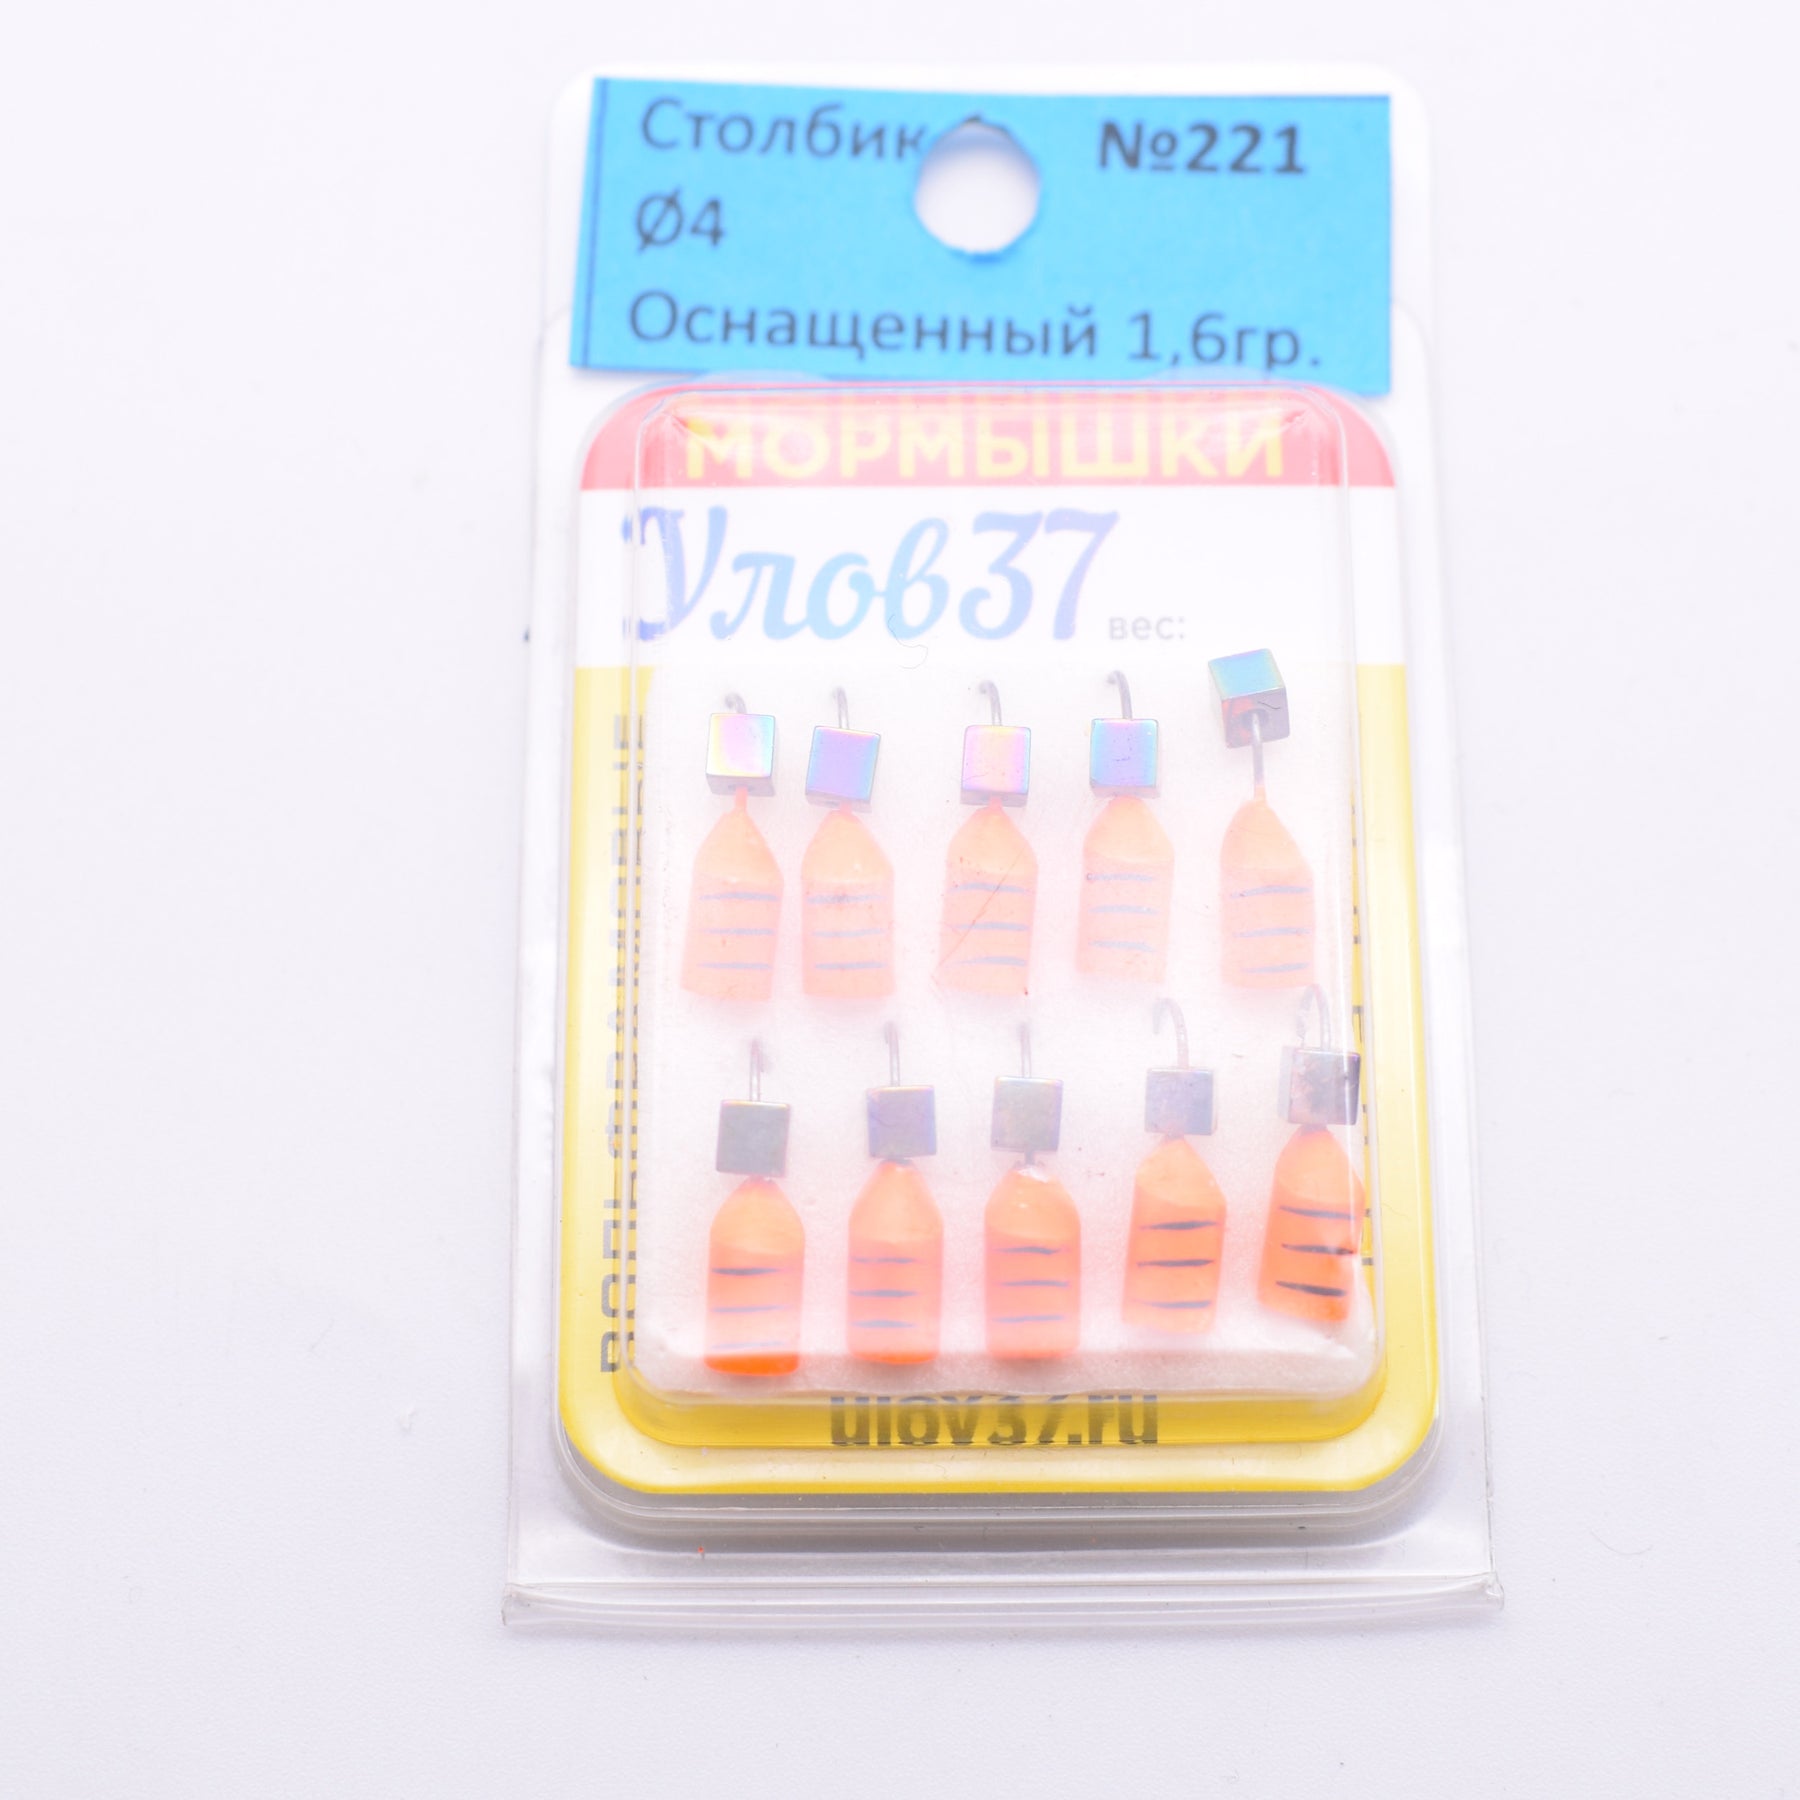 Столбик №221
Ø4
Оснащенный 1,6гр.
МОРМЫШКИ
Улов37
вес:
ulov37.ru